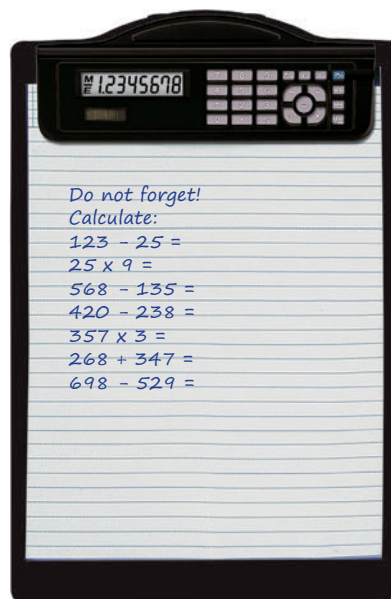 M
E 1.2345678
Do not forget!
Calculate:
123 - 25 =
25 x 9 =
568 - 135 =
420 - 238 =
357 x 3 =
268 + 347 =
698 - 529 =